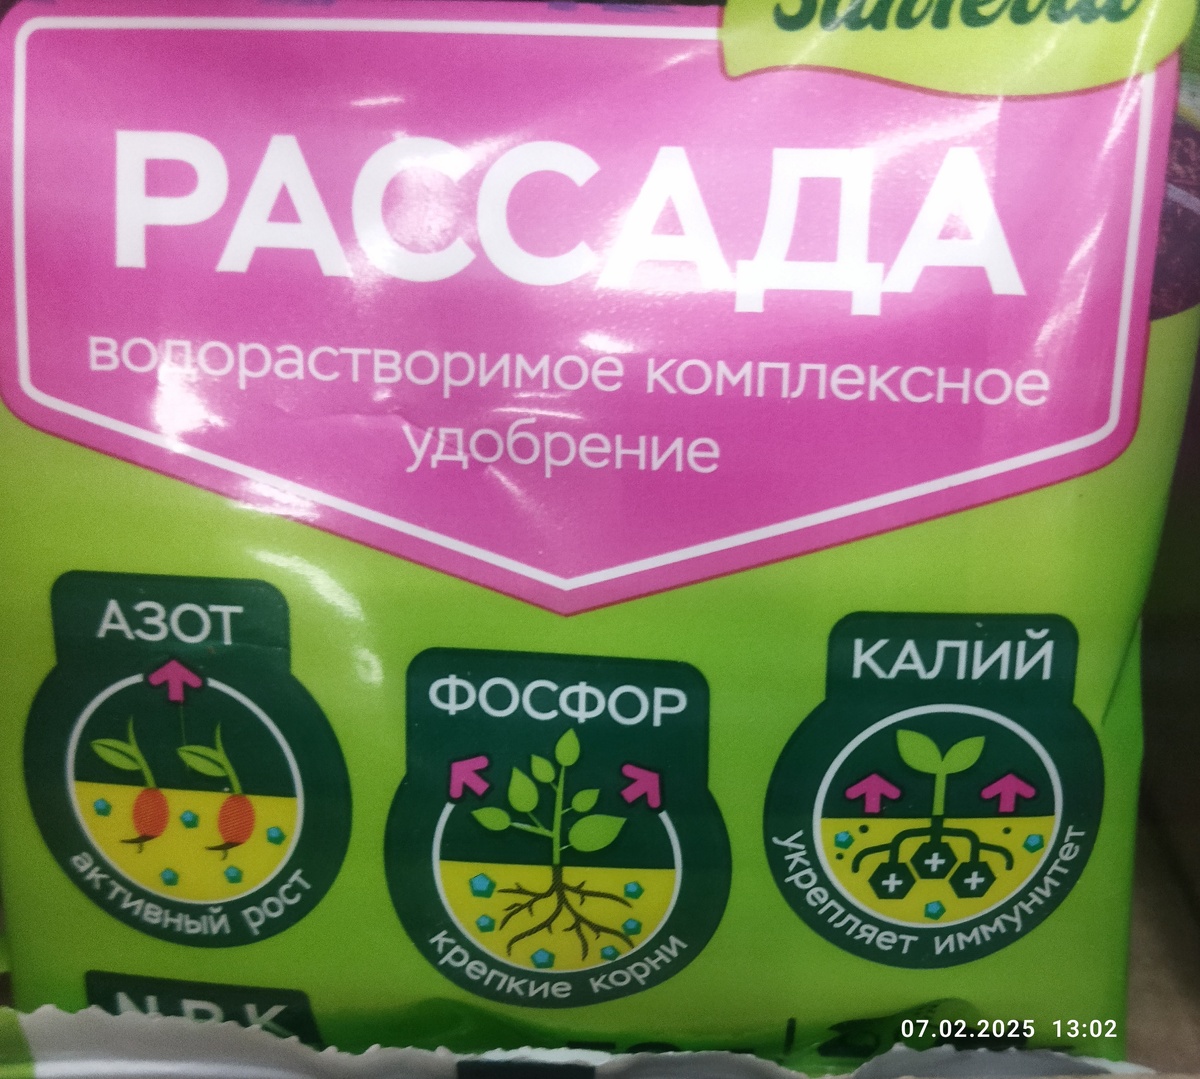 РАССАДА
водорастворимое комплексное
удобрение
АЗОТ
активный рост
ФОСФОР
крепкие корни
КАЛИЙ
укрепляет иммунитет
N P K
07.02.2025 13:02